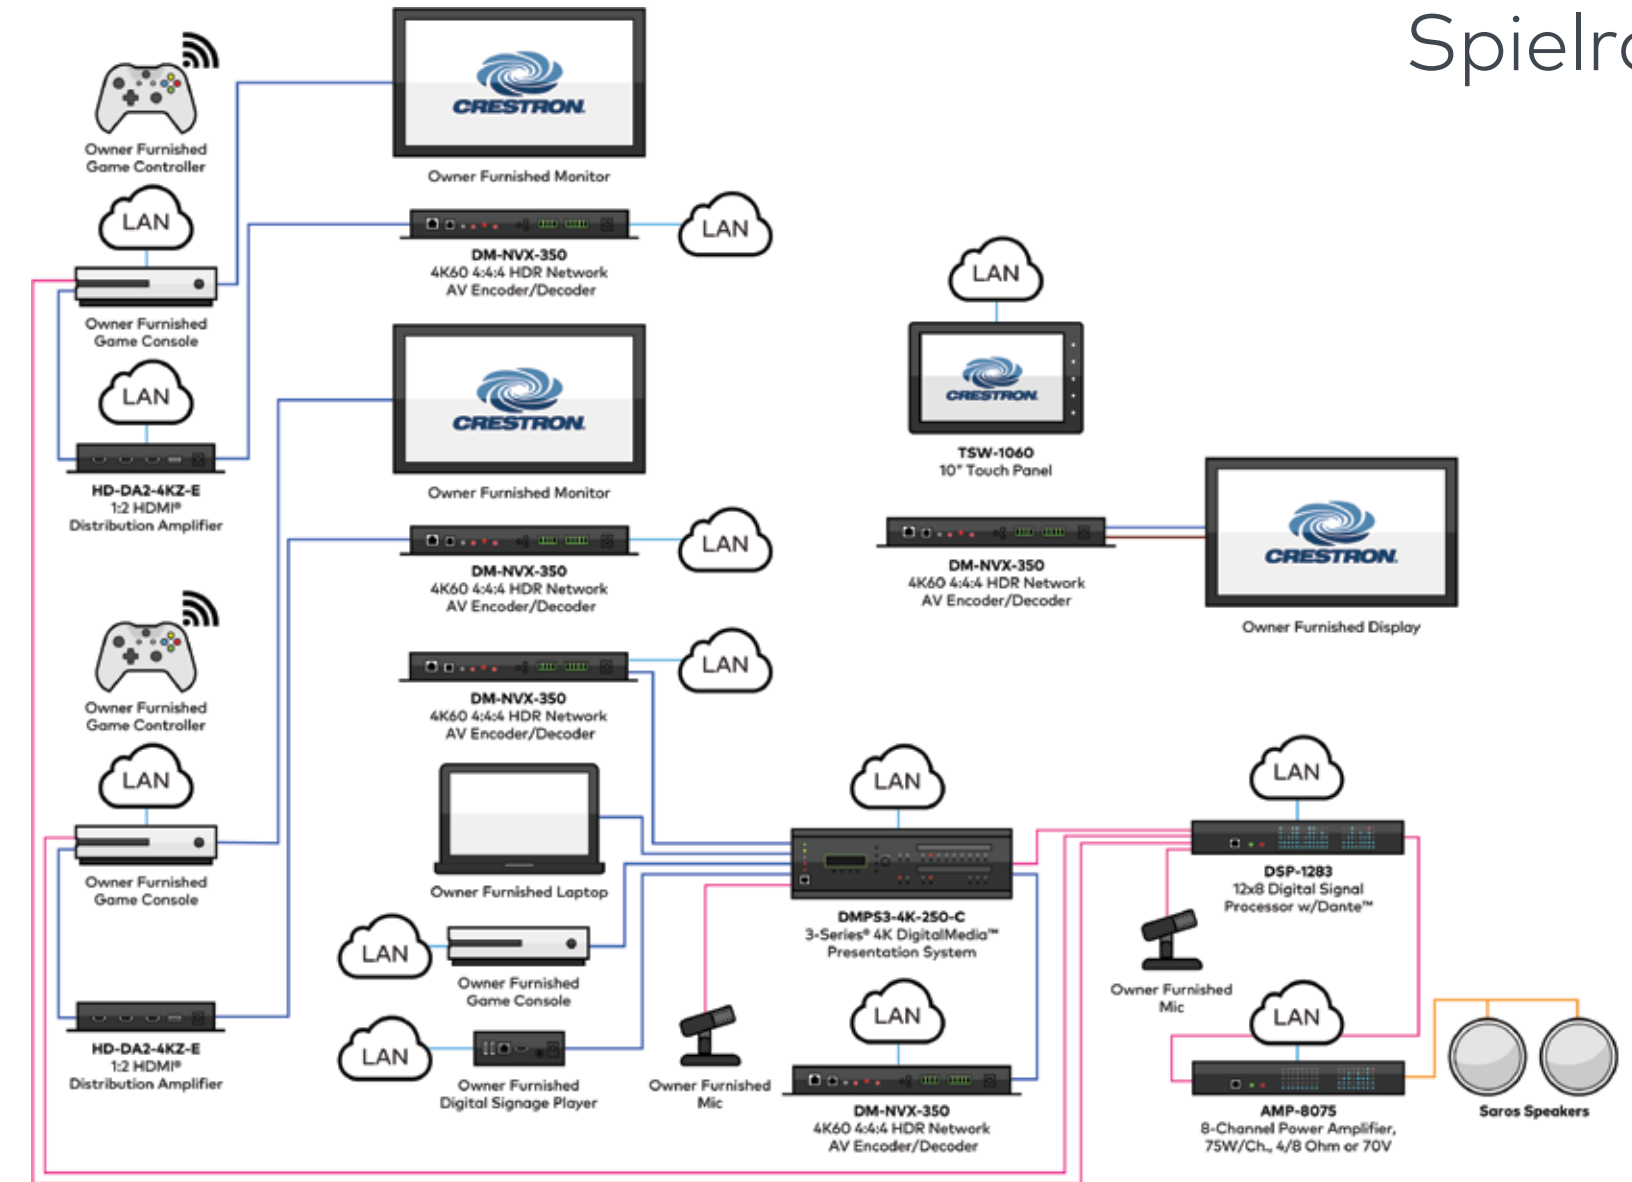 Spielr
CRESTRON
Owner Furnished
Game Controller
Owner Furnished Monitor
LAN
LAN
DM-NVX-350
4K60 4:4:4 HDR Network
AV Encoder/Decoder
Owner Furnished
Game Console
LAN
CRESTRON
LAN
CRESTRON
HD-DA2-4KZ-E
1:2 HDMI®
Distribution Amplifier
Owner Furnished Monitor
TSW-1060
10" Touch Panel
LAN
DM-NVX-350
4K60 4:4:4 HDR Network
AV Encoder/Decoder
CRESTRON
DM-NVX-350
4K60 4:4:4 HDR Network
AV Encoder/Decoder
Owner Furnished Display
Owner Furnished
Game Controller
LAN
DM-NVX-350
4K60 4:4:4 HDR Network
AV Encoder/Decoder
LAN
Owner Furnished
Game Console
Owner Furnished Laptop
LAN
DMPS3-4K-250-C
3-Series® 4K DigitalMedia™
Presentation System
LAN
DSP-1283
12x8 Digital Signal
Processor w/Dante™
LAN
Owner Furnished
Game Console
Owner Furnished
Mic
HD-DA2-4KZ-E
1:2 HDMI®
Distribution Amplifier
LAN
Owner Furnished
Digital Signage Player
Owner Furnished
Mic
LAN
DM-NVX-350
4K60 4:4:4 HDR Network
AV Encoder/Decoder
LAN
AMP-8075
8-Channel Power Amplifier,
75W/Ch., 4/8 Ohm or 70V
Saros Speakers